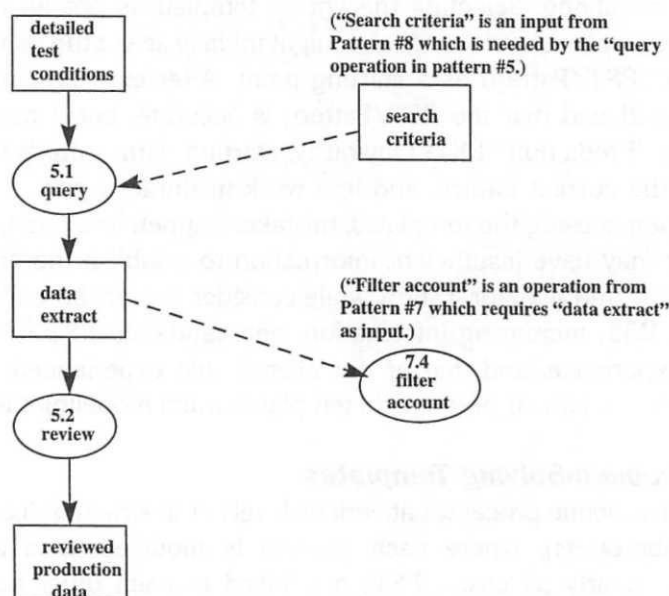 detailed
test
conditions
("Search criteria" is an input from
Pattern #8 which is needed by the "query
operation in pattern #5.)
search
criteria
5.1
query
data
extract
("Filter account" is an operation from
Pattern #7 which requires "data extract"
as input.)
7.4
filter
account
5.2
review
reviewed
production
data